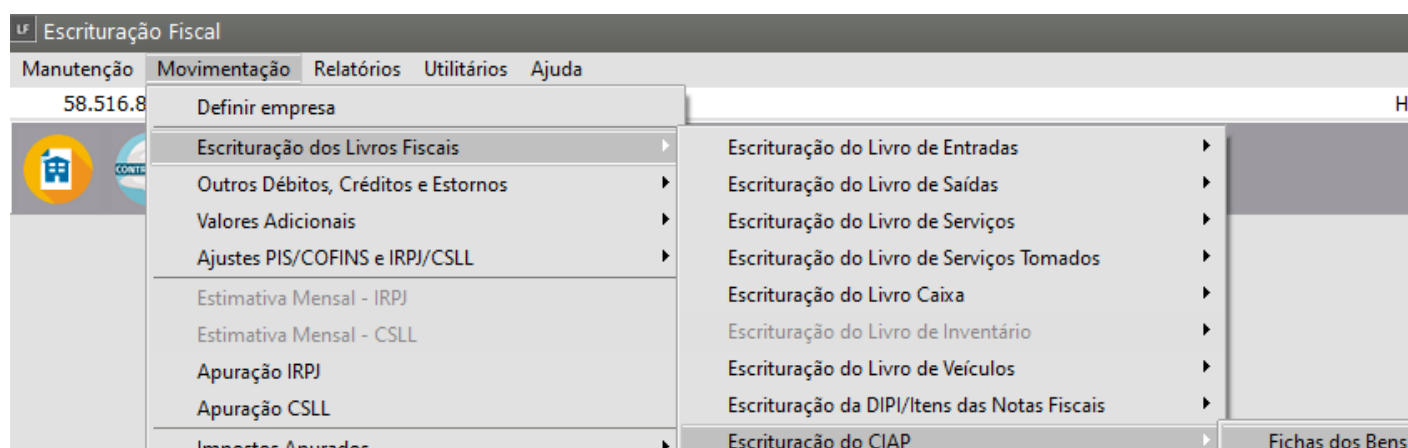 LF Escrituração Fiscal
Manutenção Movimentação Relatórios Utilitários Ajuda
58.516.8 H
Definir empresa
Escrituração dos Livros Fiscais
Outros Débitos, Créditos e Estornos
Valores Adicionais
Ajustes PIS/COFINS e IRPJ/CSLL
Estimativa Mensal - IRPJ
Estimativa Mensal - CSLL
Apuração IRPJ
Apuração CSLL
Impostos Apurados
Escrituração do Livro de Entradas
Escrituração do Livro de Saídas
Escrituração do Livro de Serviços
Escrituração do Livro de Serviços Tomados
Escrituração do Livro Caixa
Escrituração do Livro de Inventário
Escrituração do Livro de Veículos
Escrituração da DIPI/Itens das Notas Fiscais
Escrituração do CIAP
Fichas dos Bens